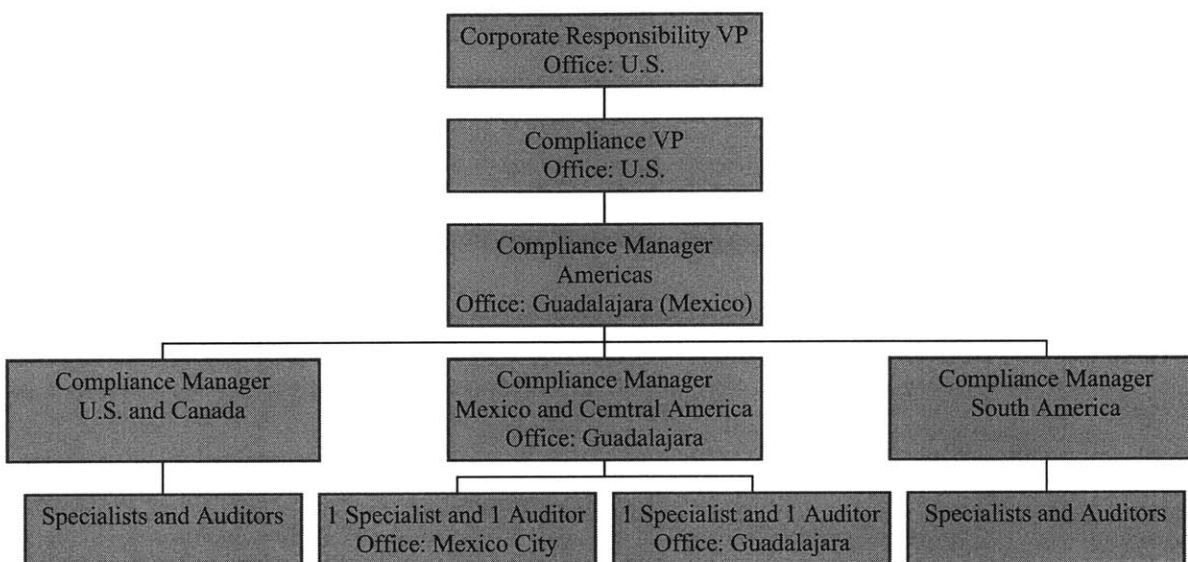 Corporate Responsibility VP
Office: U.S.
Compliance VP
Office: U.S.
Compliance Manager
Americas
Office: Guadalajara (Mexico)
Compliance Manager
U.S. and Canada
Compliance Manager
Mexico and Cemtral America
Office: Guadalajara
Compliance Manager
South America
Specialists and Auditors
1 Specialist and 1 Auditor
Office: Mexico City
1 Specialist and 1 Auditor
Office: Guadalajara
Specialists and Auditors